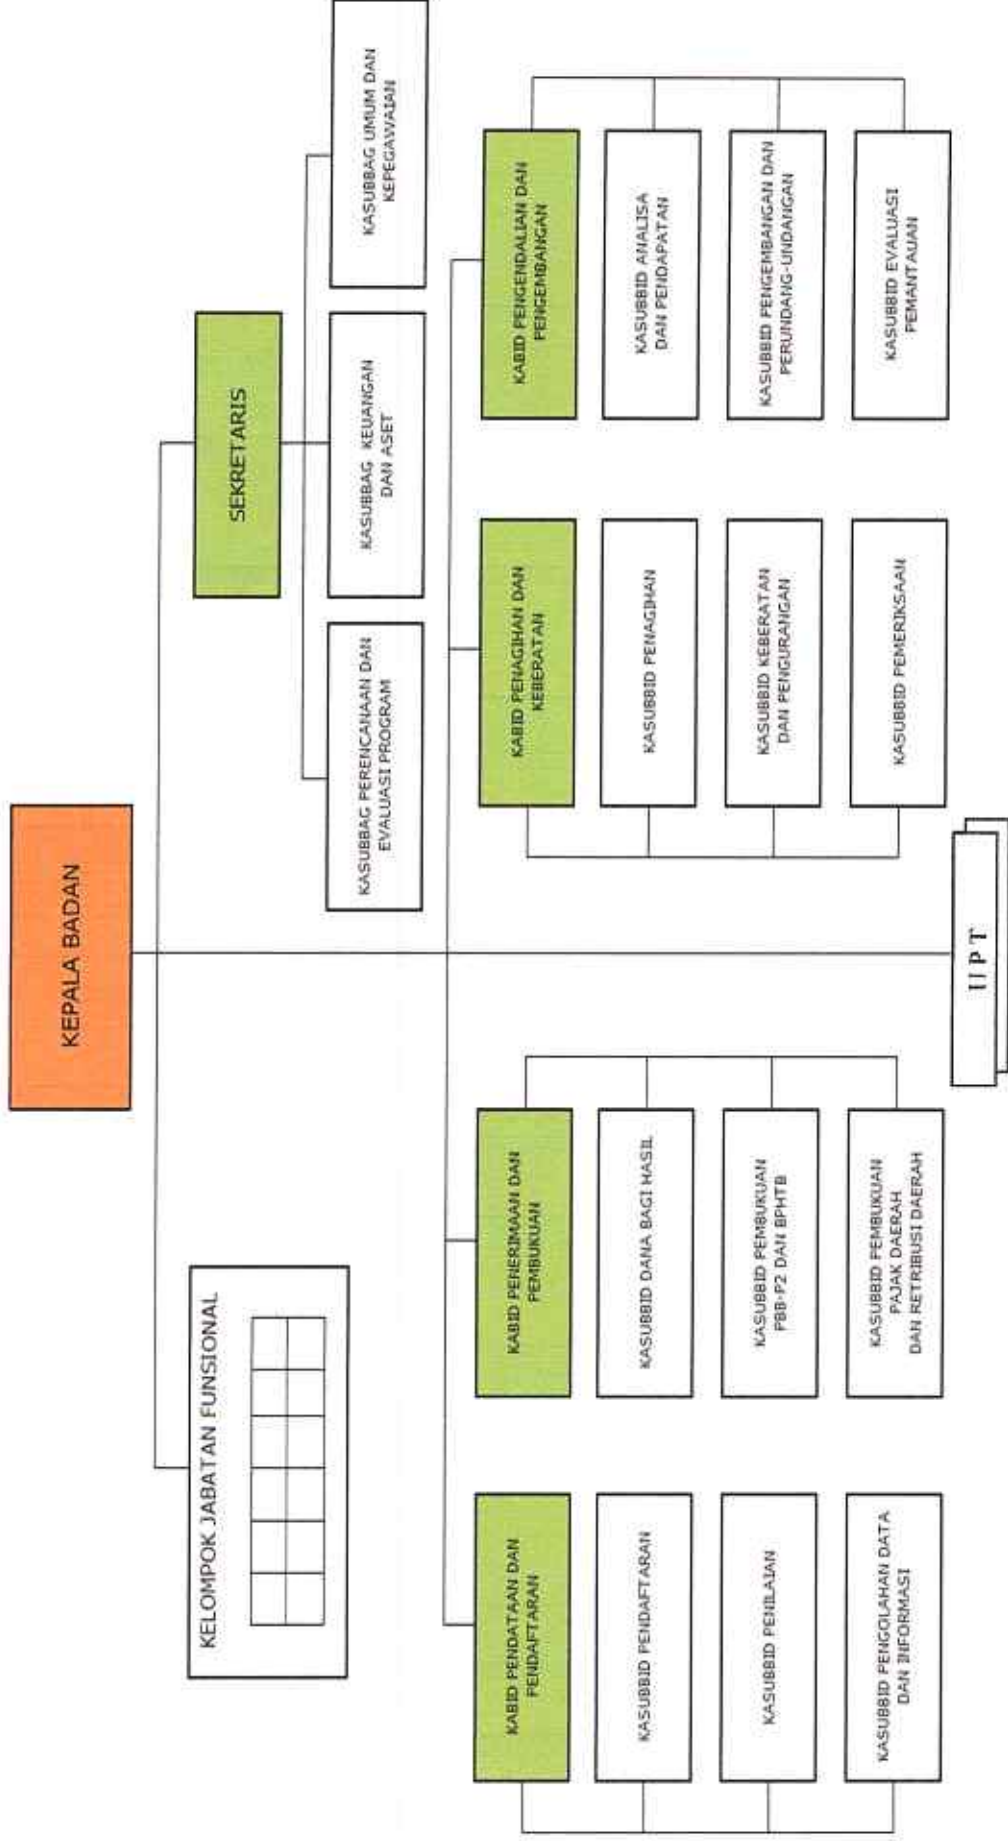 KEPALA BADAN
KELOMPOK JABATAN FUNSIONAL
SEKRETARIS
KASUBBAG PERENCANAAN DAN
EVALUASI PROGRAM
KASUBBAG KEUANGAN
DAN ASET
KASUBBAG UMUM DAN
KEPEGAWAIAN
KABID PENDATAAN DAN
PENDAFTARAN
KASUBBID PENDAFTARAN
KASUBBID PENILAIAN
KASUBBID PENGOLAHAN DATA
DAN INFORMASI
KABID PENERIMAAN DAN
PEMBUKUAN
KASUBBID DANA BAGI HASIL
KASUBBID PEMBUKUAN
PBB-P2 DAN BPHTB
KASUBBID PEMBUKUAN
PAJAK DAERAH
DAN RETRIBUSI DAERAH
KABID PENAGIHAN DAN
KEBERATAN
KASUBBID PENAGIHAN
KASUBBID KEBERATAN
DAN PENGURANGAN
KASUBBID PEMERIKSAAN
KABID PENGENDALIAN DAN
PENGEMBANGAN
KASUBBID ANALISA
DAN PENDAPATAN
KASUBBID PENGEMBANGAN DAN
PERUNDANG-UNDANGAN
KASUBBID EVALUASI
PEMANTAUAN
UPT